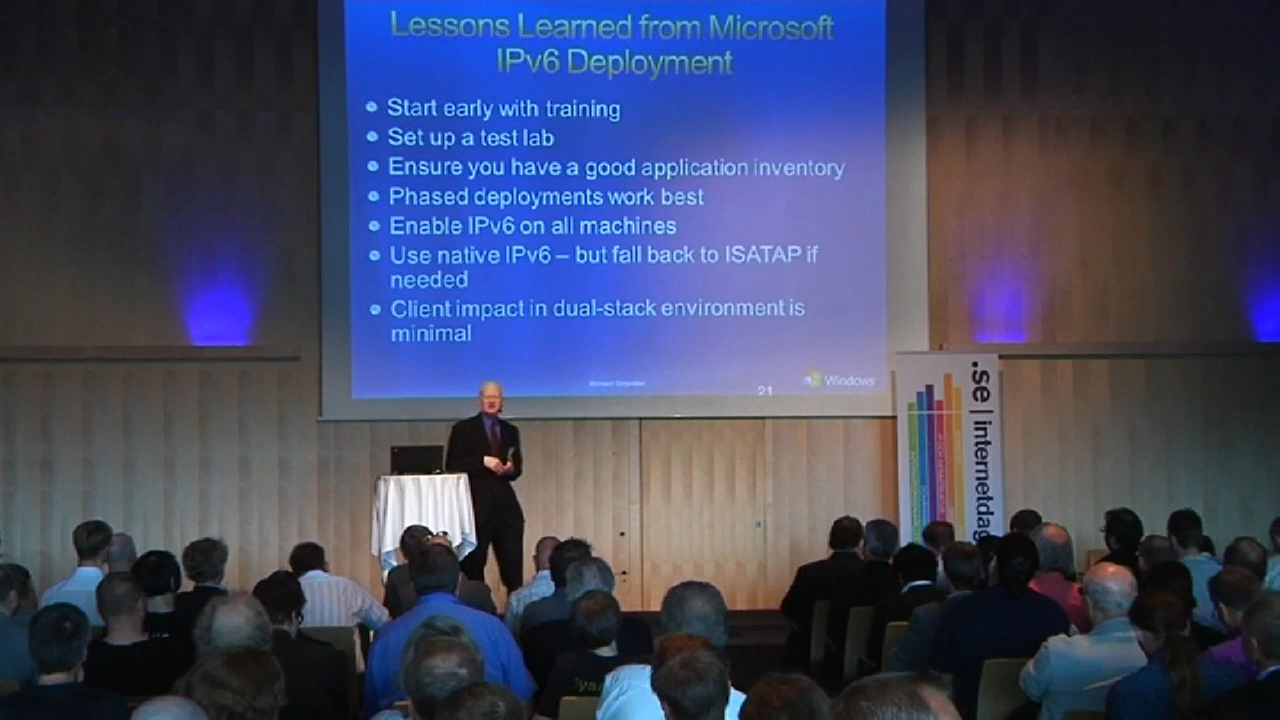 Lessons Learned from Microsoft
IPv6 Deployment
Start early with training
Set up a test lab
Ensure you have a good application inventory
Phased deployments work best
Enable IPv6 on all machines
Use native IPv6 – but fall back to ISATAP if
needed
Client impact in dual-stack environment is
minimal
Microsoft Corporation
21
Windows
.se | internetdag